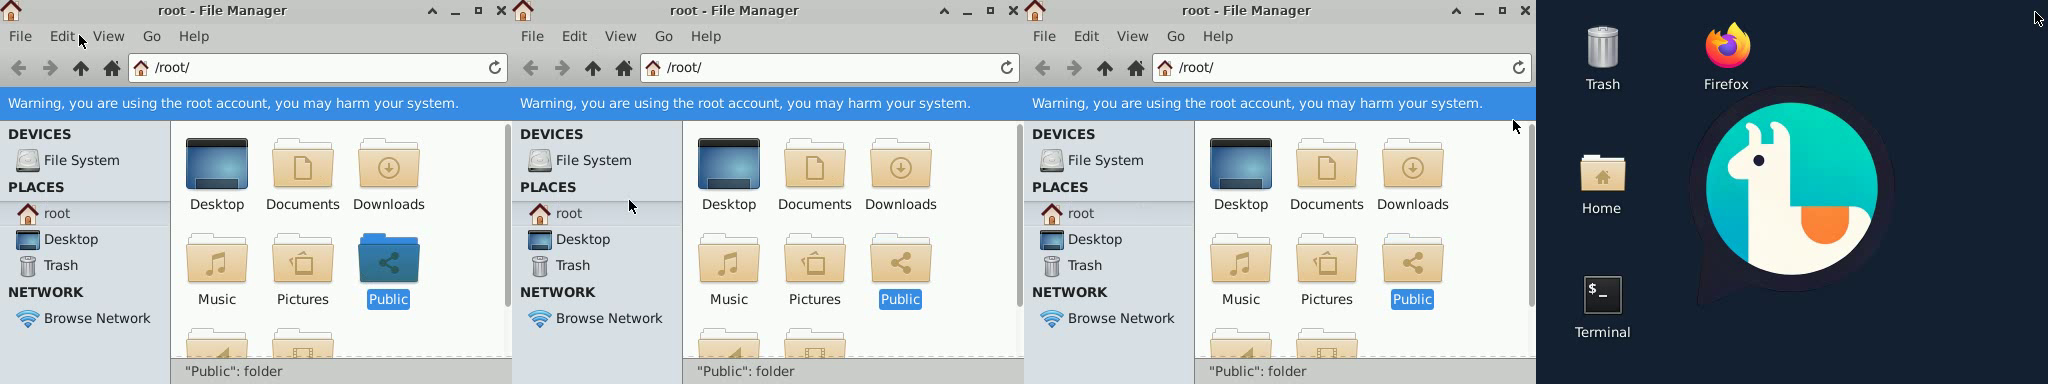 root - File Manager
File Edit View Go Help
/root/
Warning, you are using the root account, you may harm your system.
DEVICES
File System
PLACES
root
Desktop
Trash
NETWORK
Browse Network
Desktop Documents Downloads
Music Pictures Public
"Public": folder
root - File Manager
File Edit View Go Help
/root/
Warning, you are using the root account, you may harm your system.
DEVICES
File System
PLACES
root
Desktop
Trash
NETWORK
Browse Network
Desktop Documents Downloads
Music Pictures Public
"Public": folder
root - File Manager
File Edit View Go Help
/root/
Warning, you are using the root account, you may harm your system.
DEVICES
File System
PLACES
root
Desktop
Trash
NETWORK
Browse Network
Desktop Documents Downloads
Music Pictures Public
"Public": folder
Trash Firefox
Home
$_
Terminal